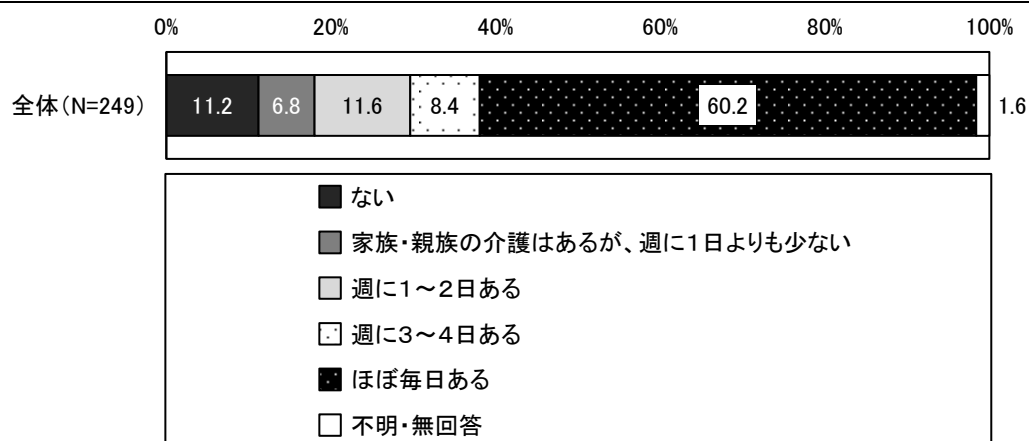 0% 20% 40% 60% 80% 100%
全体(N=249) 11.2 6.8 11.6 8.4 60.2 1.6
ない
家族・親族の介護はあるが、週に1日よりも少ない
週に1~2日ある
週に3~4日ある
ほぼ毎日ある
不明・無回答